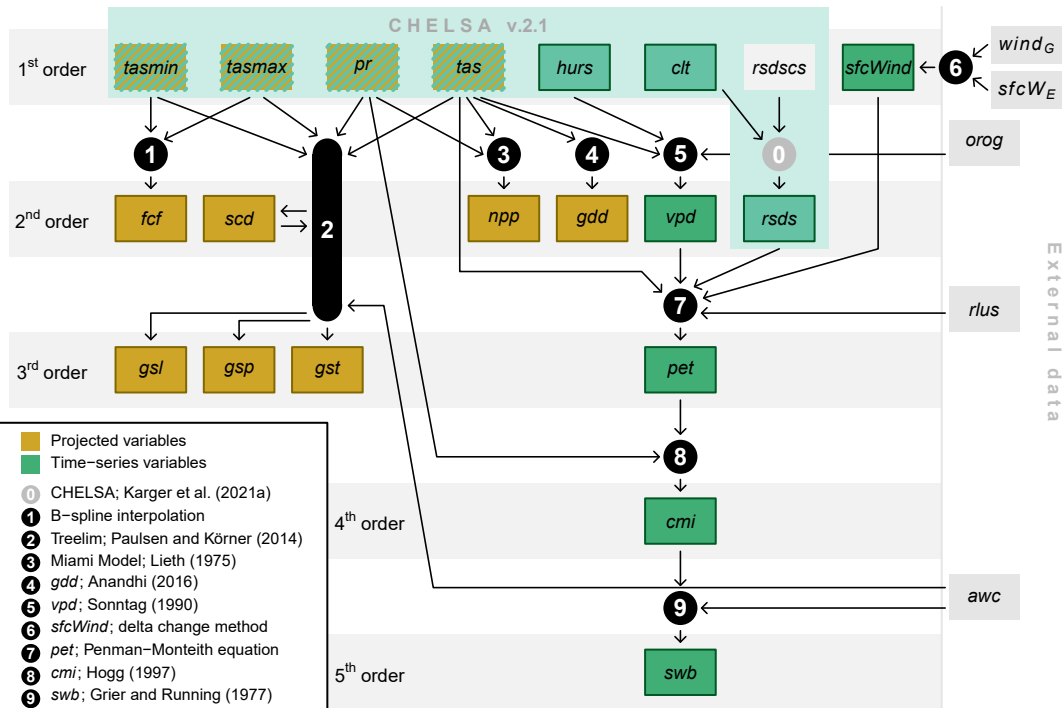 CHELSA v.2.1
1st order
tasmin
tasmax
pr
tas
hurs
clt
rsdscs
sfcWind
6
windG
sfcWE
1
3
4
5
0
orog
2nd order
fcf
scd
2
npp
gdd
vpd
rsds
External data
7
rlus
3rd order
gsl
gsp
gst
pet
8
Projected variables
Time−series variables
0 CHELSA; Karger et al. (2021a)
1 B−spline interpolation
2 Treelim; Paulsen and Körner (2014)
3 Miami Model; Lieth (1975)
4 gdd; Anandhi (2016)
5 vpd; Sonntag (1990)
6 sfcWind; delta change method
7 pet; Penman−Monteith equation
8 cmi; Hogg (1997)
9 swb; Grier and Running (1977)
4th order
cmi
awc
9
5th order
swb